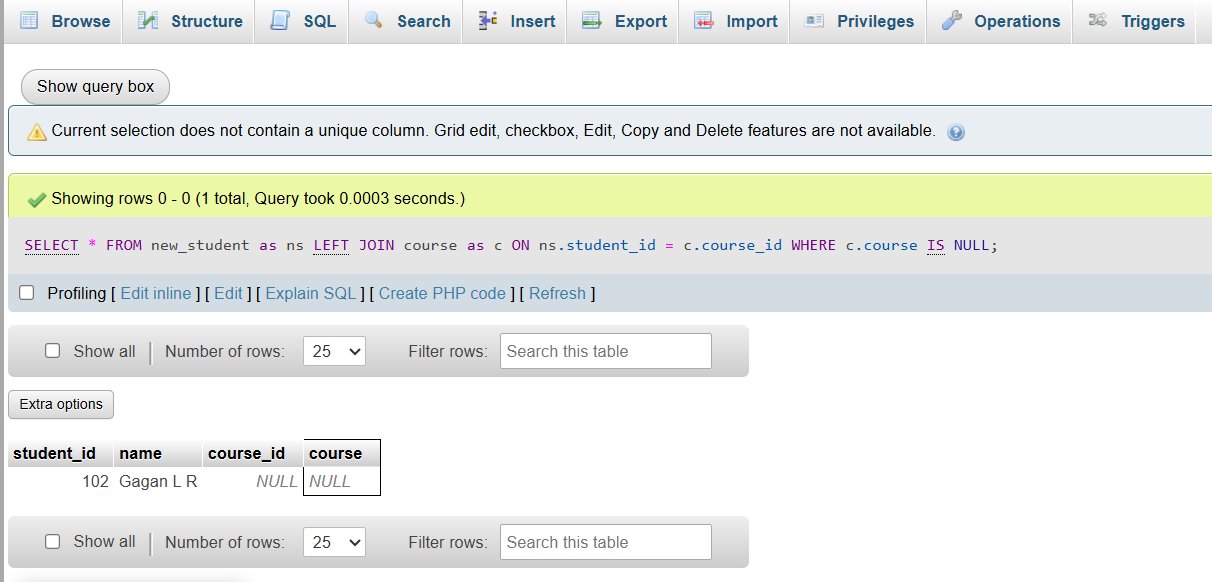 Browse Structure SQL Search Insert Export Import Privileges Operations Triggers
Show query box
Current selection does not contain a unique column. Grid edit, checkbox, Edit, Copy and Delete features are not available.
Showing rows 0 - 0 (1 total, Query took 0.0003 seconds.)
SELECT * FROM new_student as ns LEFT JOIN course as c ON ns.student_id = c.course_id WHERE c.course IS NULL;
Profiling [ Edit inline ] [ Edit ] [ Explain SQL ] [ Create PHP code ] [ Refresh ]
Show all | Number of rows: 25 Filter rows: Search this table
Extra options
student_id name course_id course
102 Gagan L R NULL NULL
Show all | Number of rows: 25 Filter rows: Search this table